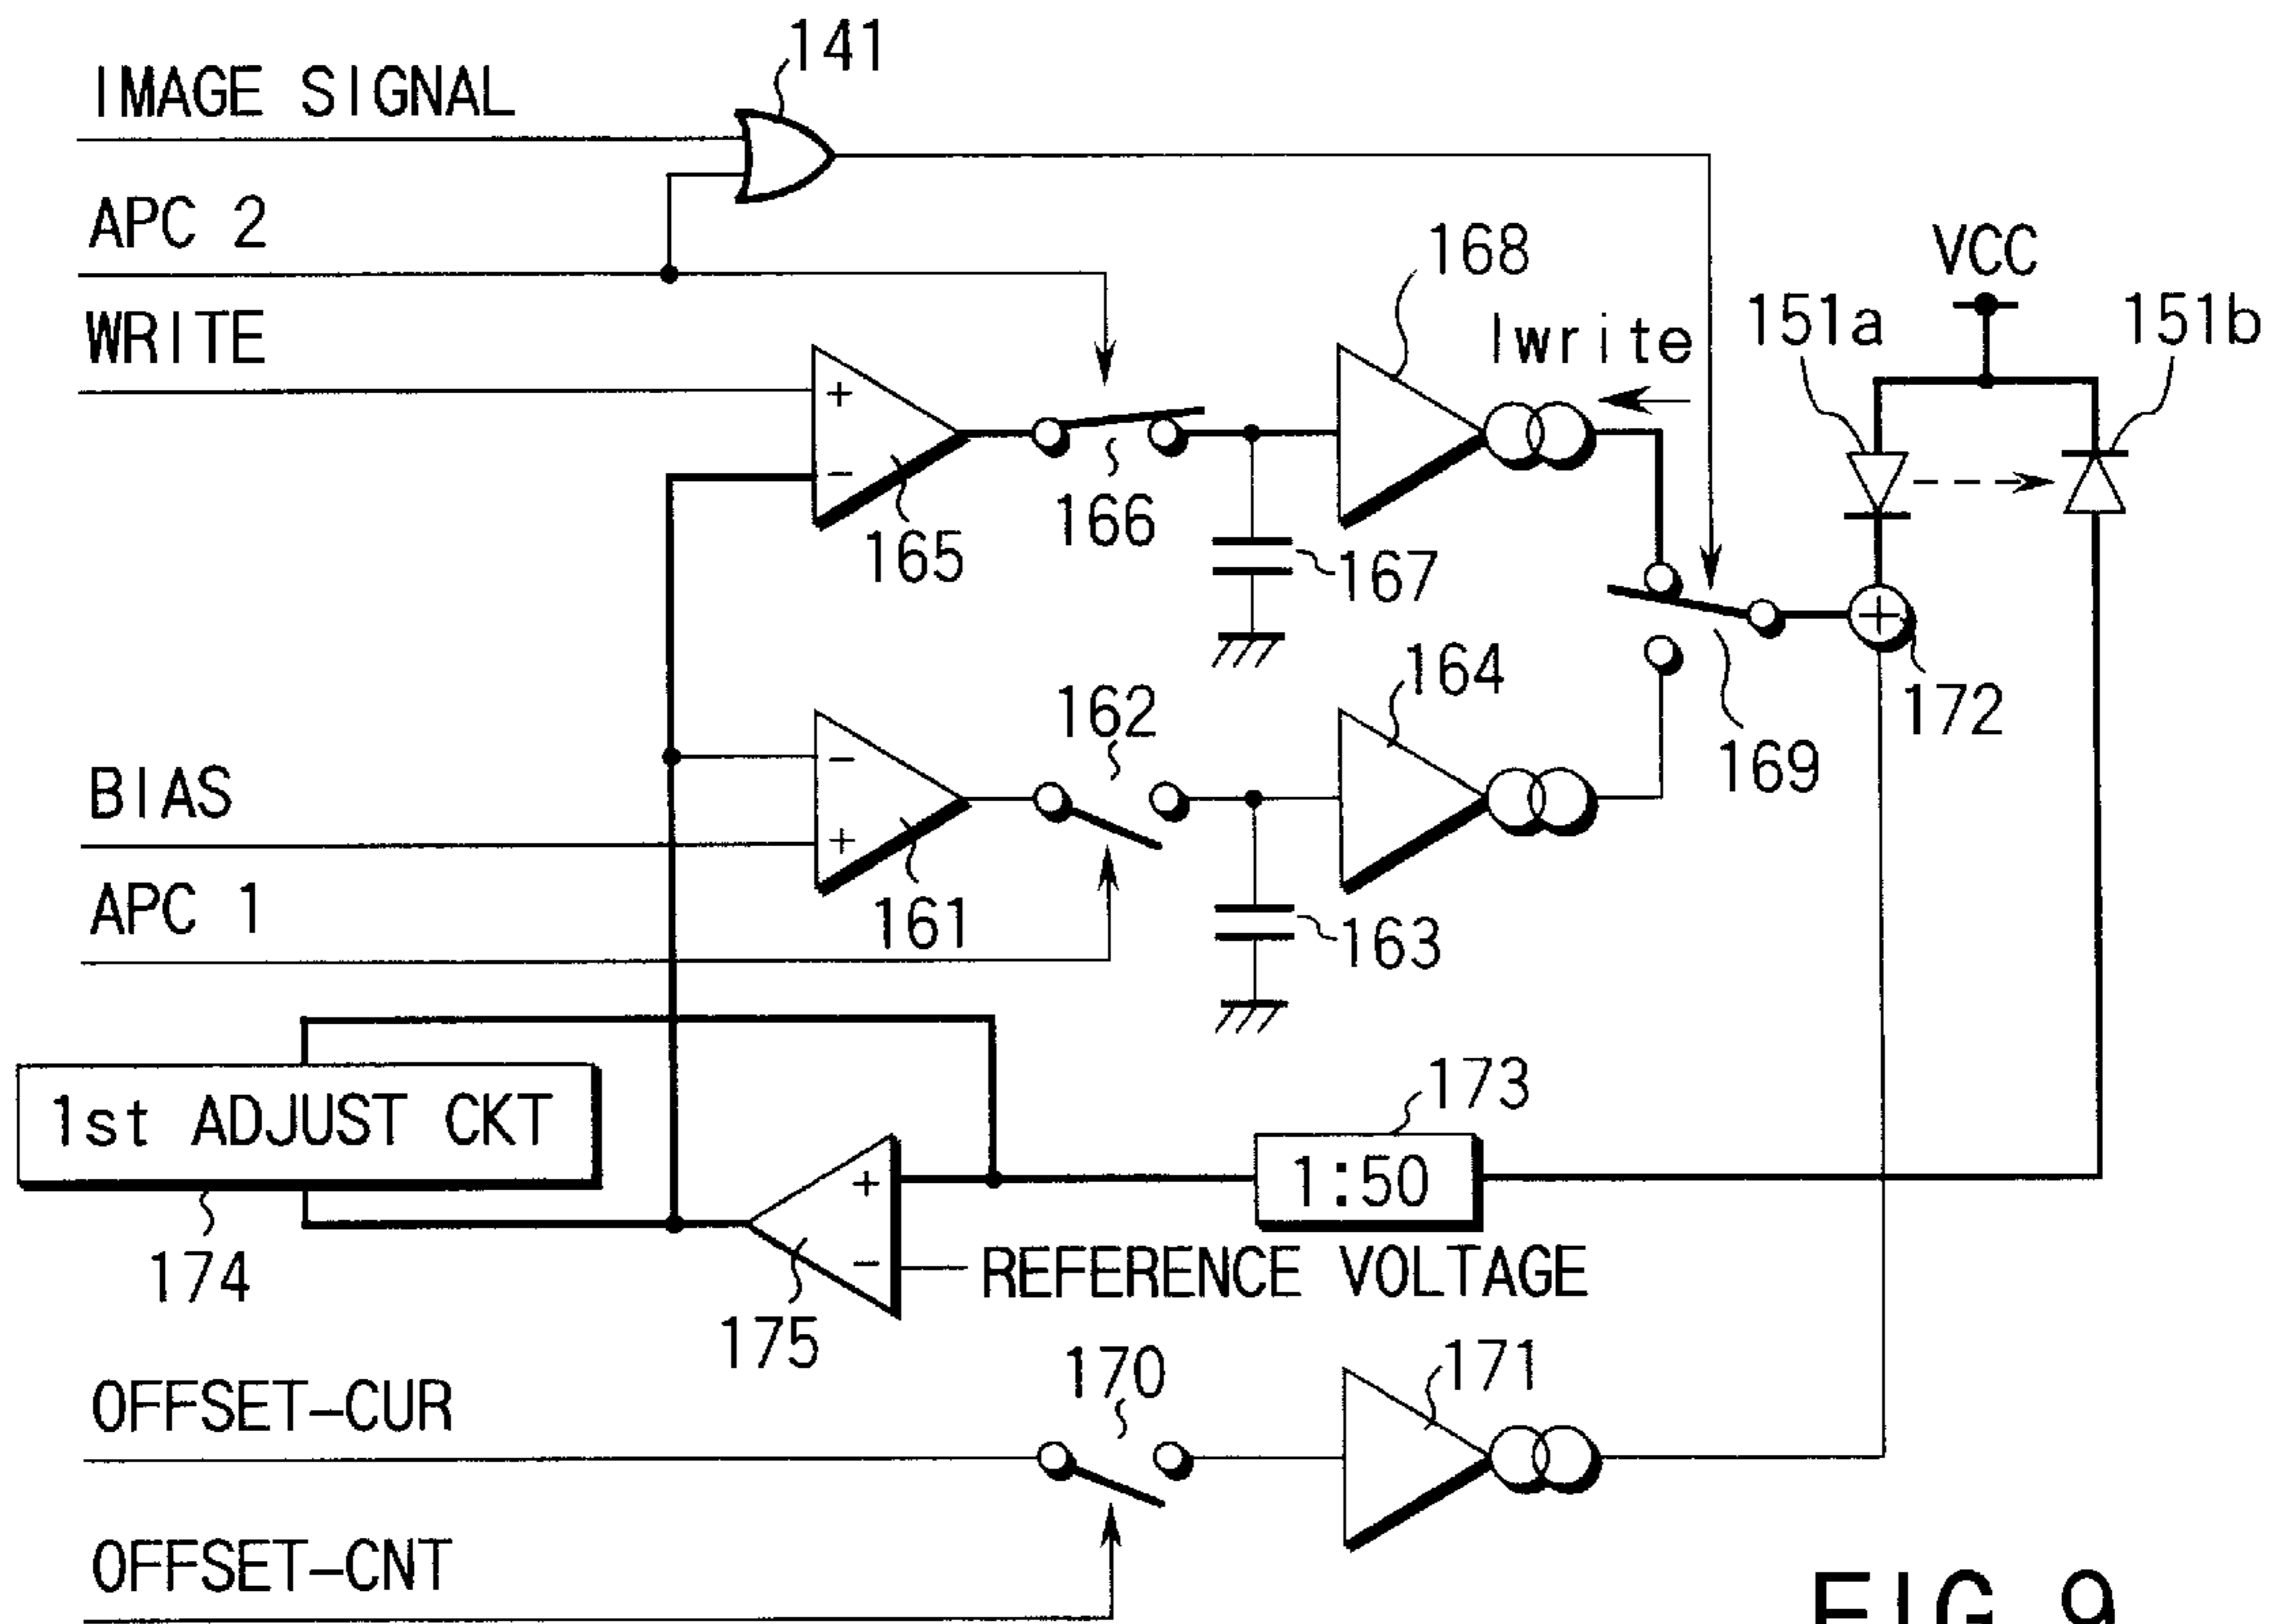 141
IMAGE SIGNAL
APC 2
168
VCC
WRITE
Iwrite
151a
151b
+
-
165
166
167
+
172
169
164
162
BIAS
-
+
161
APC 1
163
1st ADJUST CKT
173
1:50
+
-
REFERENCE VOLTAGE
174
175
170
171
OFFSET-CUR
OFFSET-CNT
FIG. 9